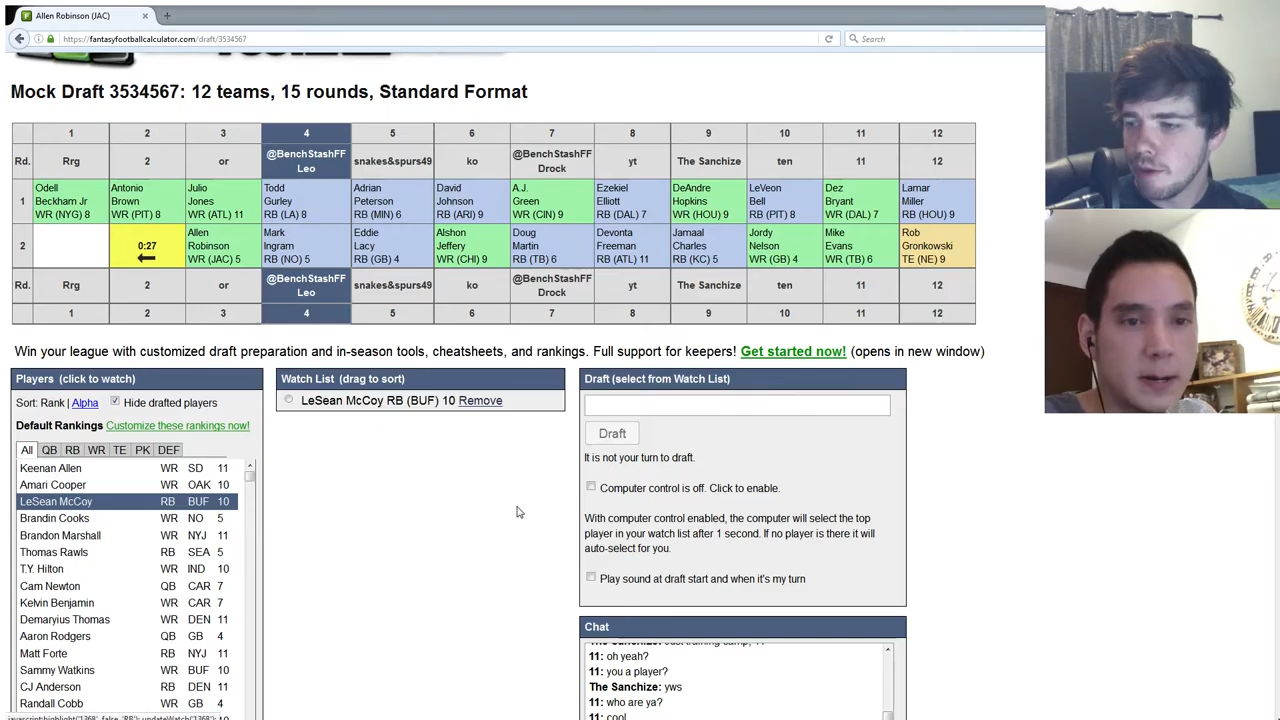 Allen Robinson (JAC)
https://fantasyfootballcalculator.com/draft/3534567
Search
Mock Draft 3534567: 12 teams, 15 rounds, Standard Format
1 2 3 4 5 6 7 8 9 10 11 12
Rd. Rrg 2 or @BenchStashFF Leo snakes&spurs49 ko @BenchStashFF Drock yt The Sanchize ten 11 12
1
Odell Beckham Jr WR (NYG) 8
Antonio Brown WR (PIT) 8
Julio Jones WR (ATL) 11
Todd Gurley RB (LA) 8
Adrian Peterson RB (MIN) 6
David Johnson RB (ARI) 9
A.J. Green WR (CIN) 9
Ezekiel Elliott RB (DAL) 7
DeAndre Hopkins WR (HOU) 9
LeVeon Bell RB (PIT) 8
Dez Bryant WR (DAL) 7
Lamar Miller RB (HOU) 9
2
0:27
Allen Robinson WR (JAC) 5
Mark Ingram RB (NO) 5
Eddie Lacy RB (GB) 4
Alshon Jeffery WR (CHI) 9
Doug Martin RB (TB) 6
Devonta Freeman RB (ATL) 11
Jamaal Charles RB (KC) 5
Jordy Nelson WR (GB) 4
Mike Evans WR (TB) 6
Rob Gronkowski TE (NE) 9
Rd. Rrg 2 or @BenchStashFF Leo snakes&spurs49 ko @BenchStashFF Drock yt The Sanchize ten 11 12
1 2 3 4 5 6 7 8 9 10 11 12
Win your league with customized draft preparation and in-season tools, cheatsheets, and rankings. Full support for keepers! Get started now! (opens in new window)
Players (click to watch)
Sort: Rank | Alpha Hide drafted players
Default Rankings Customize these rankings now!
All QB RB WR TE PK DEF
Keenan Allen WR SD 11
Amari Cooper WR OAK 10
LeSean McCoy RB BUF 10
Brandin Cooks WR NO 5
Brandon Marshall WR NYJ 11
Thomas Rawls RB SEA 5
T.Y. Hilton WR IND 10
Cam Newton QB CAR 7
Kelvin Benjamin WR CAR 7
Demaryius Thomas WR DEN 11
Aaron Rodgers QB GB 4
Matt Forte RB NYJ 11
Sammy Watkins WR BUF 10
CJ Anderson RB DEN 11
Randall Cobb WR GB 4
Watch List (drag to sort)
LeSean McCoy RB (BUF) 10 Remove
Draft (select from Watch List)
Draft
It is not your turn to draft.
Computer control is off. Click to enable.
With computer control enabled, the computer will select the top
player in your watch list after 1 second. If no player is there it will
auto-select for you.
Play sound at draft start and when it's my turn
Chat
11: oh yeah?
11: you a player?
The Sanchize: yws
11: who are ya?
11: cool